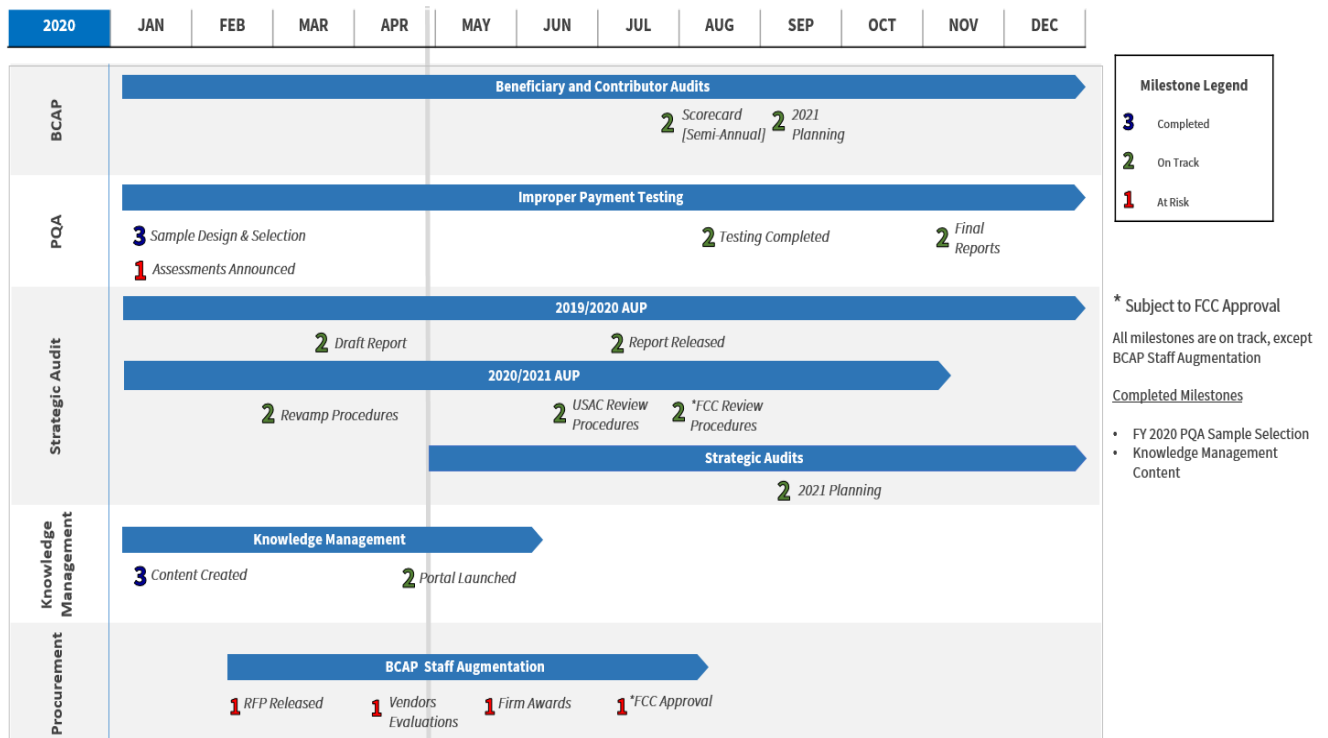 2020 JAN FEB MAR APR MAY JUN JUL AUG SEP OCT NOV DEC
BCAP
Beneficiary and Contributor Audits
2 Scorecard
[Semi-Annual]
2 2021
Planning
PQA
Improper Payment Testing
3 Sample Design & Selection
1 Assessments Announced
2 Testing Completed
2 Final
Reports
Strategic Audit
2019/2020 AUP
2 Draft Report
2 Report Released
2020/2021 AUP
2 Revamp Procedures
2 USAC Review
Procedures
2 *FCC Review
Procedures
Strategic Audits
2 2021 Planning
Knowledge
Management
Knowledge Management
3 Content Created
2 Portal Launched
Procurement
BCAP Staff Augmentation
1 RFP Released
1 Vendors
Evaluations
1 Firm Awards
1 *FCC Approval
Milestone Legend
3 Completed
2 On Track
1 At Risk
* Subject to FCC Approval
All milestones are on track, except
BCAP Staff Augmentation
Completed Milestones
• FY 2020 PQA Sample Selection
• Knowledge Management
Content